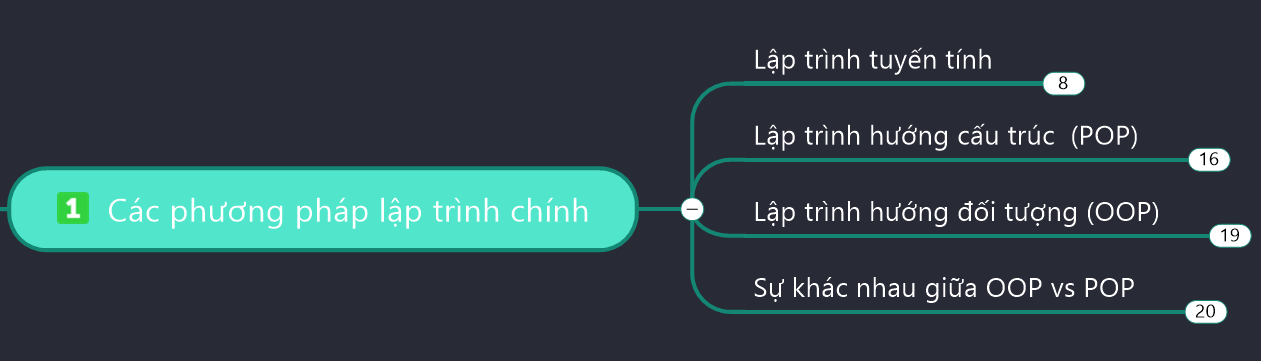 Lập trình tuyến tính
8
Lập trình hướng cấu trúc  (POP)
16
1 Các phương pháp lập trình chính
Lập trình hướng đối tượng (OOP)
19
Sự khác nhau giữa OOP vs POP
20